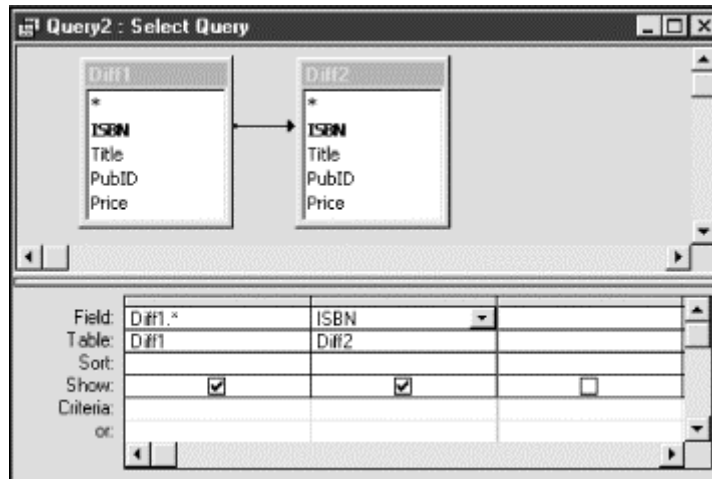 Query2 : Select Query
Diff1 Diff2
* *
ISBN ISBN
Title Title
PubID PubID
Price Price
Field: Diff1.* ISBN
Table: Diff1 Diff2
Sort:
Show:
Criteria:
or: